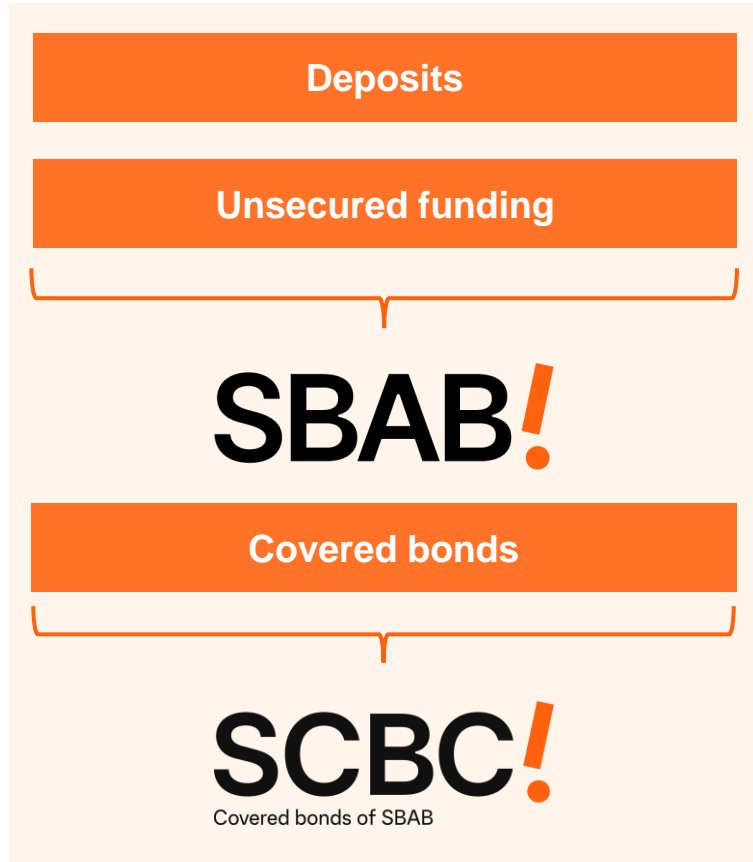 Deposits
Unsecured funding
SBAB!
Covered bonds
SCBC!
Covered bonds of SBAB